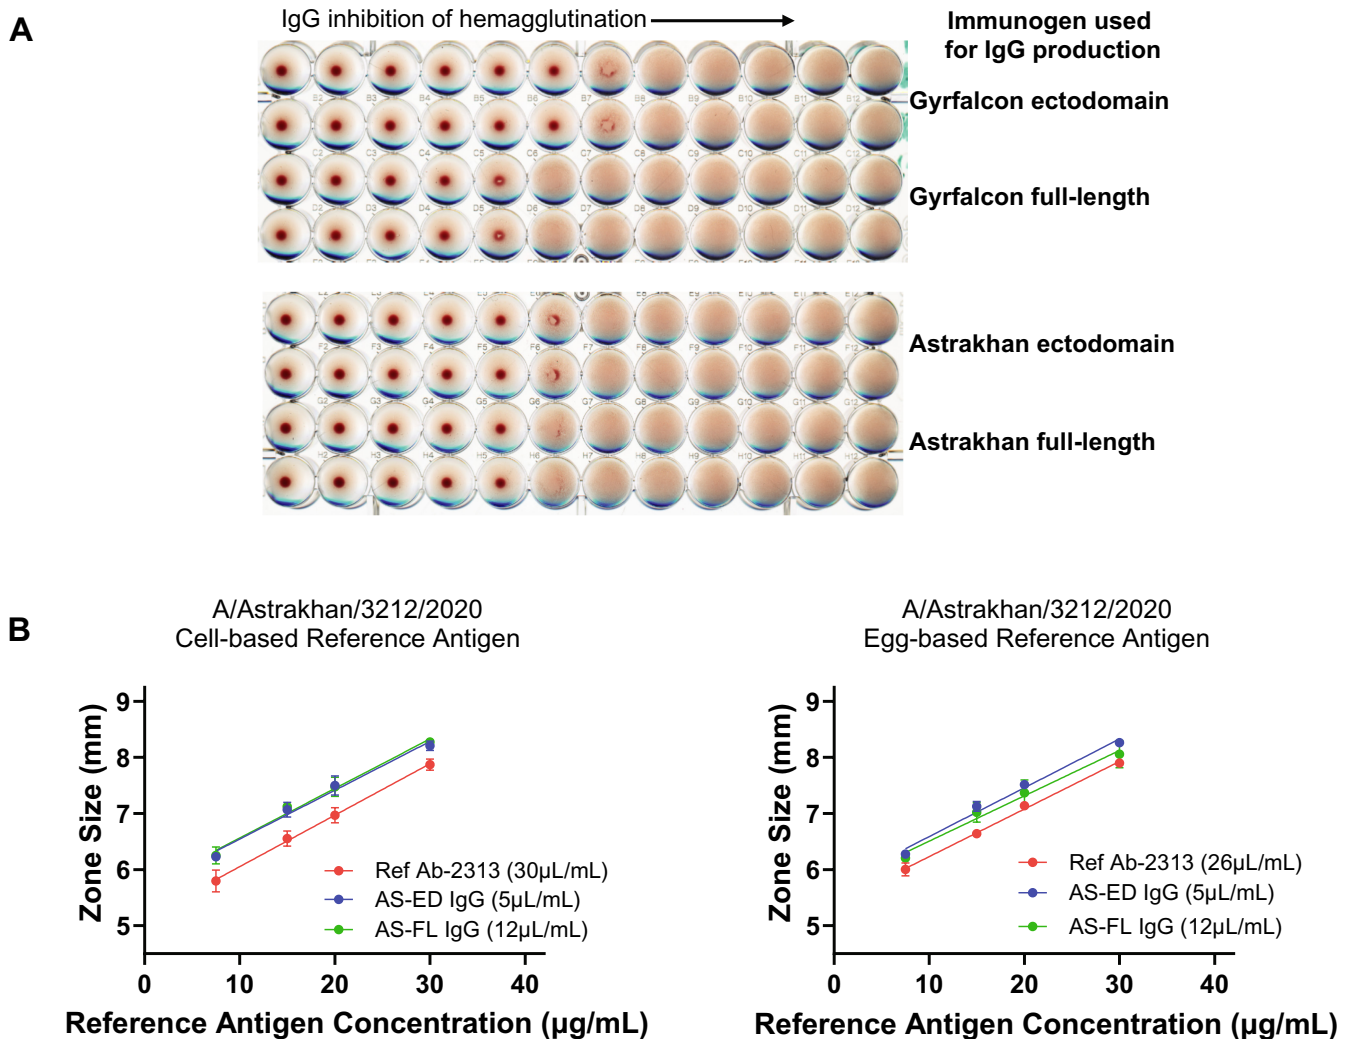 A
IgG inhibition of hemagglutination
Immunogen used
for IgG production
Gyrfalcon ectodomain
Gyrfalcon full-length
Astrakhan ectodomain
Astrakhan full-length
B
A/Astrakhan/3212/2020
Cell-based Reference Antigen
Zone Size (mm)
9
8
7
6
5
Ref Ab-2313 (30µL/mL)
AS-ED IgG (5µL/mL)
AS-FL IgG (12µL/mL)
0 10 20 30 40
Reference Antigen Concentration (µg/mL)
A/Astrakhan/3212/2020
Egg-based Reference Antigen
Zone Size (mm)
9
8
7
6
5
Ref Ab-2313 (26µL/mL)
AS-ED IgG (5µL/mL)
AS-FL IgG (12µL/mL)
0 10 20 30 40
Reference Antigen Concentration (µg/mL)